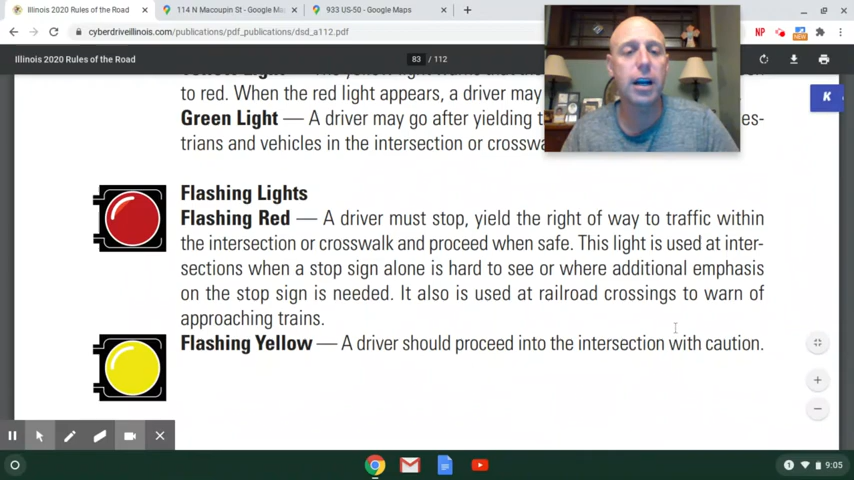 Illinois 2020 Rules of the Road
114 N Macoupin St - Google Ma
933 US-50 - Google Maps
cyberdriveillinois.com/publications/pdf_publications/dsd_a112.pdf
NP
NEW
Illinois 2020 Rules of the Road
83 / 112
K
to red. When the red light appears, a driver may
Green Light — A driver may go after yielding
es-
trians and vehicles in the intersection or
Flashing Lights
Flashing Red — A driver must stop, yield the right of way to traffic within
the intersection or crosswalk and proceed when safe. This light is used at inter-
sections when a stop sign alone is hard to see or where additional emphasis
on the stop sign is needed. It also is used at railroad crossings to warn of
approaching trains.
Flashing Yellow — A driver should proceed into the intersection with caution.
1
9:05